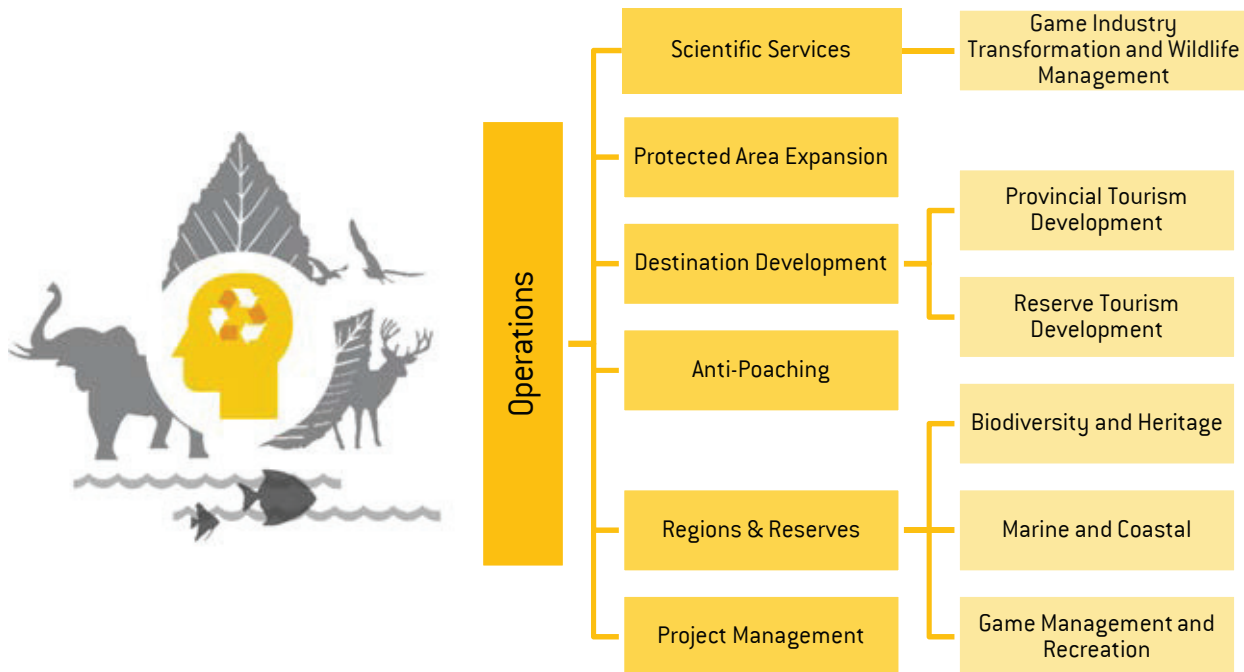 Operations
Scientific Services
Game Industry
Transformation and Wildlife
Management
Protected Area Expansion
Destination Development
Provincial Tourism
Development
Reserve Tourism
Development
Anti-Poaching
Regions & Reserves
Biodiversity and Heritage
Marine and Coastal
Game Management and
Recreation
Project Management